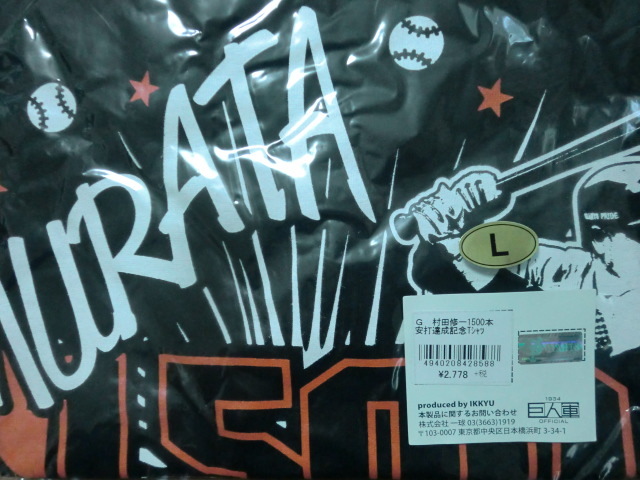 MURATA
1500
GIANTS PRIDE
L
G 村田修一1500本
安打達成記念Tシャツ
4940208428588
¥2,778 +税
produced by IKKYU
本製品に関するお問い合わせ
株式会社 一球 03(3663)1919
〒103-0007 東京都中央区日本橋浜町 3-34-1
1934
巨人軍
OFFICIAL